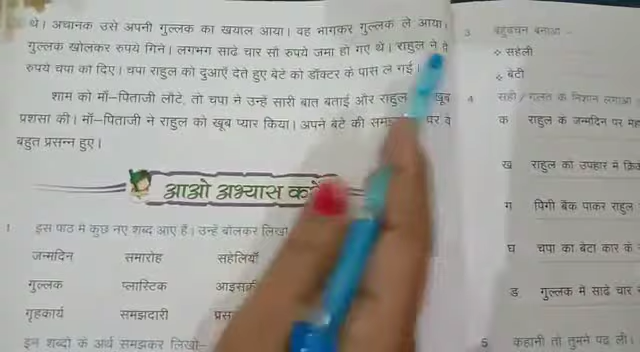 थे। अचानक उसे अपनी गुल्लक का खयाल आया। वह भागकर गुल्लक ले आया।
गुल्लक खोलकर रुपये गिने। लगभग साढे चार सौ रुपये जमा हो गए थे। राहुल ने
रुपये चपा को दिए। चपा राहुल को दुआएँ देते हुए बेटे को डॉक्टर के पास ले गई।
शाम को माँ–पिताजी लौटे, तो चपा ने उन्हें सारी बात बताई और राहुल खूब
प्रशसा की। माँ–पिताजी ने राहुल को खूब प्यार किया। अपने बेटे की पर
बहुत प्रसन्न हुए।
आओ अभ्यास
1 इस पाठ मे कुछ नए शब्द आए हैं। उन्हें बोलकर लिखो
जन्मदिन समारोह सहेलियाँ
गुल्लक प्लास्टिक
गृहकार्य समझदारी
इन शब्दों के अर्थ समझकर लिखो–
3 बहुवचन बनाओ –
सहेली
बेटी
4 सही / गलत के निशान लगाओ
क राहुल के जन्मदिन पर
ख राहुल को उपहार में
ग पिगी बैंक पाकर राहुल
घ चपा का बेटा कार के
ड गुल्लक में साढे चार
5 कहानी तो तुमने पढ ली।